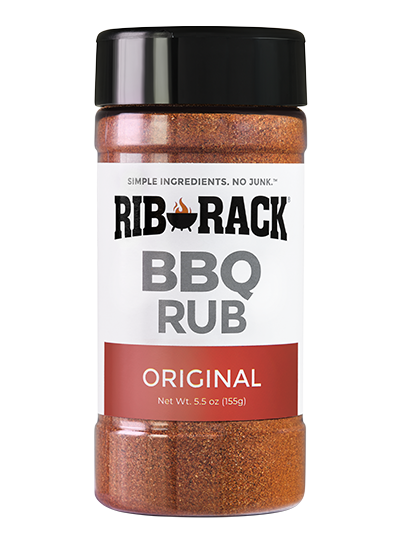 SIMPLE INGREDIENTS. NO JUNK.™
RIB RACK®
BBQ
RUB
ORIGINAL
Net Wt. 5.5 oz (155g)